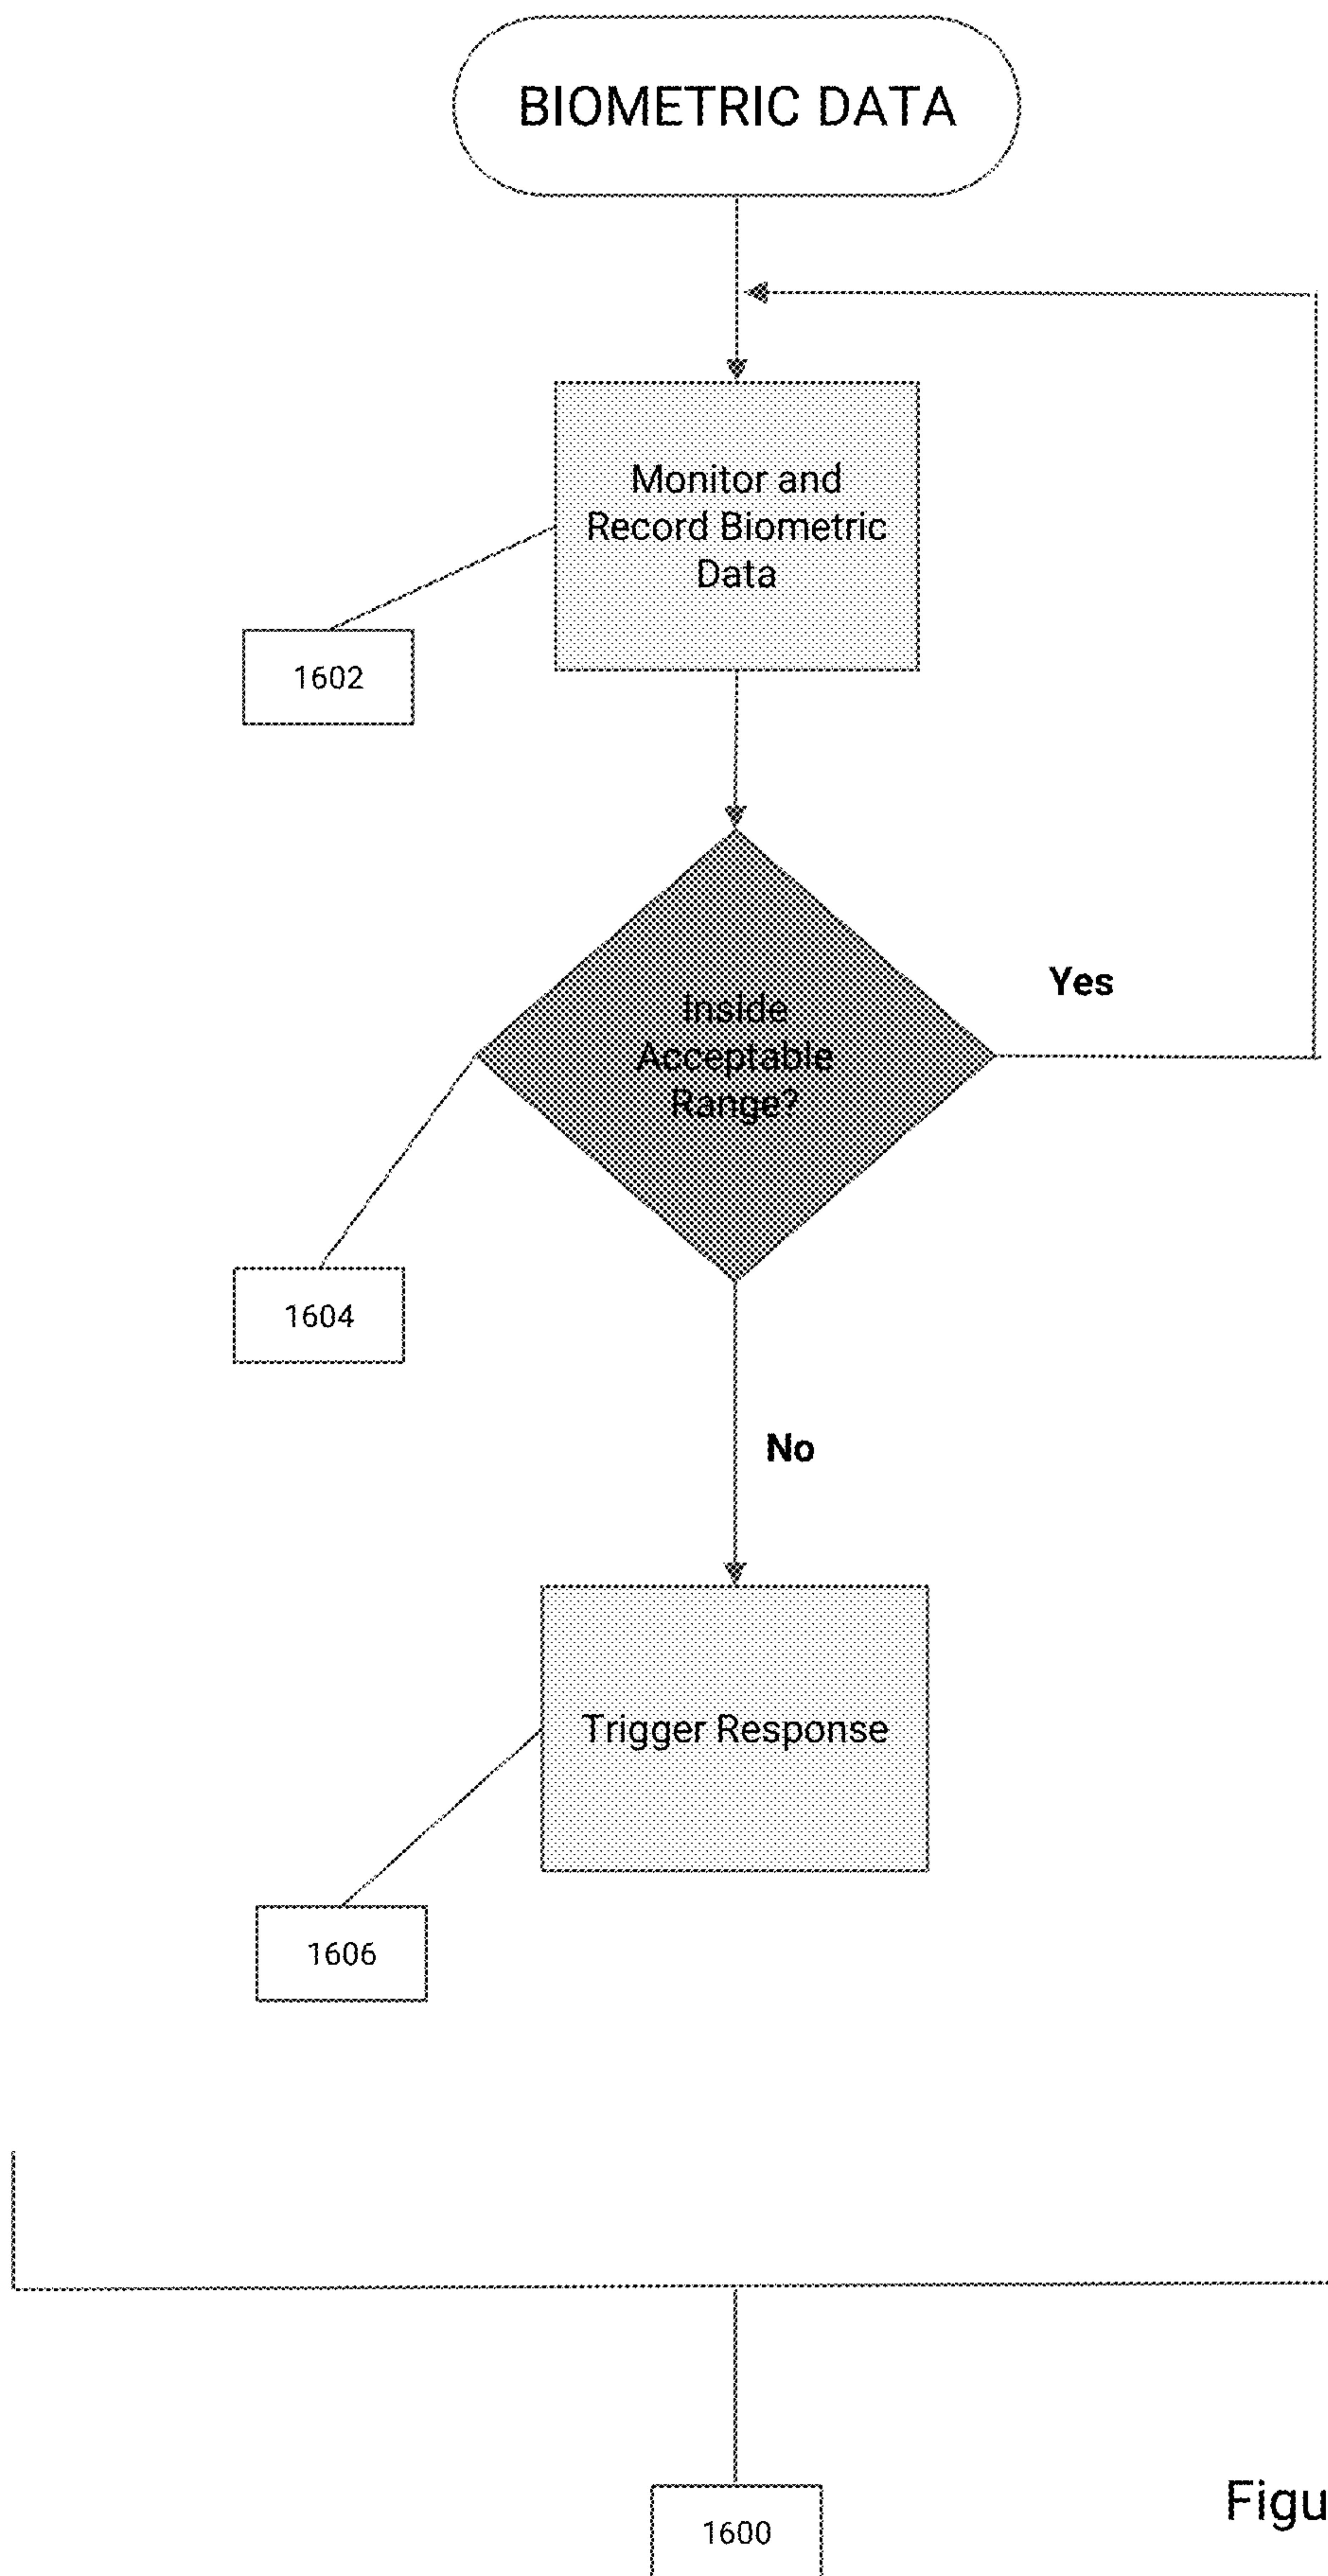 BIOMETRIC DATA
Monitor and
Record Biometric
Data
1602
Inside
Acceptable
Range?
Yes
1604
No
Trigger Response
1606
1600
Figu